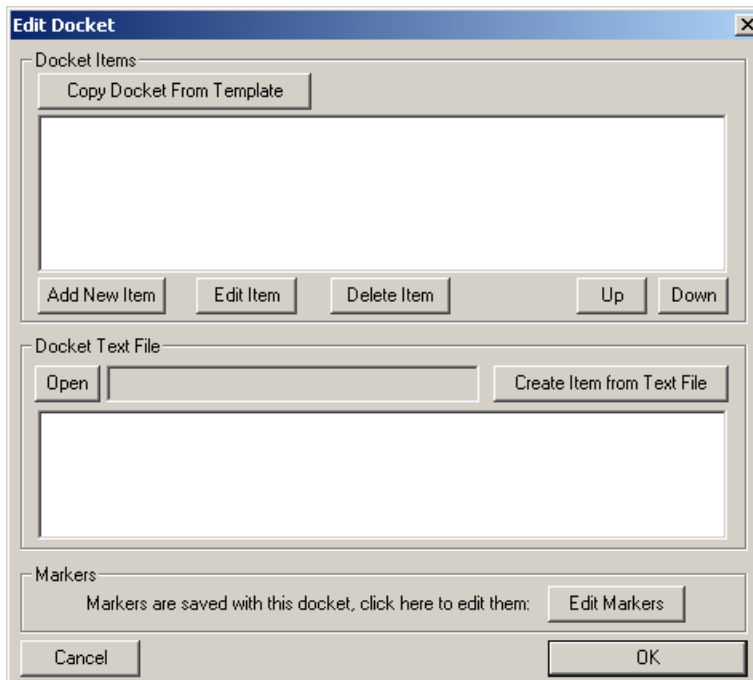 Edit Docket
Docket Items
Copy Docket From Template
Add New Item Edit Item Delete Item Up Down
Docket Text File
Open Create Item from Text File
Markers
Markers are saved with this docket, click here to edit them: Edit Markers
Cancel OK